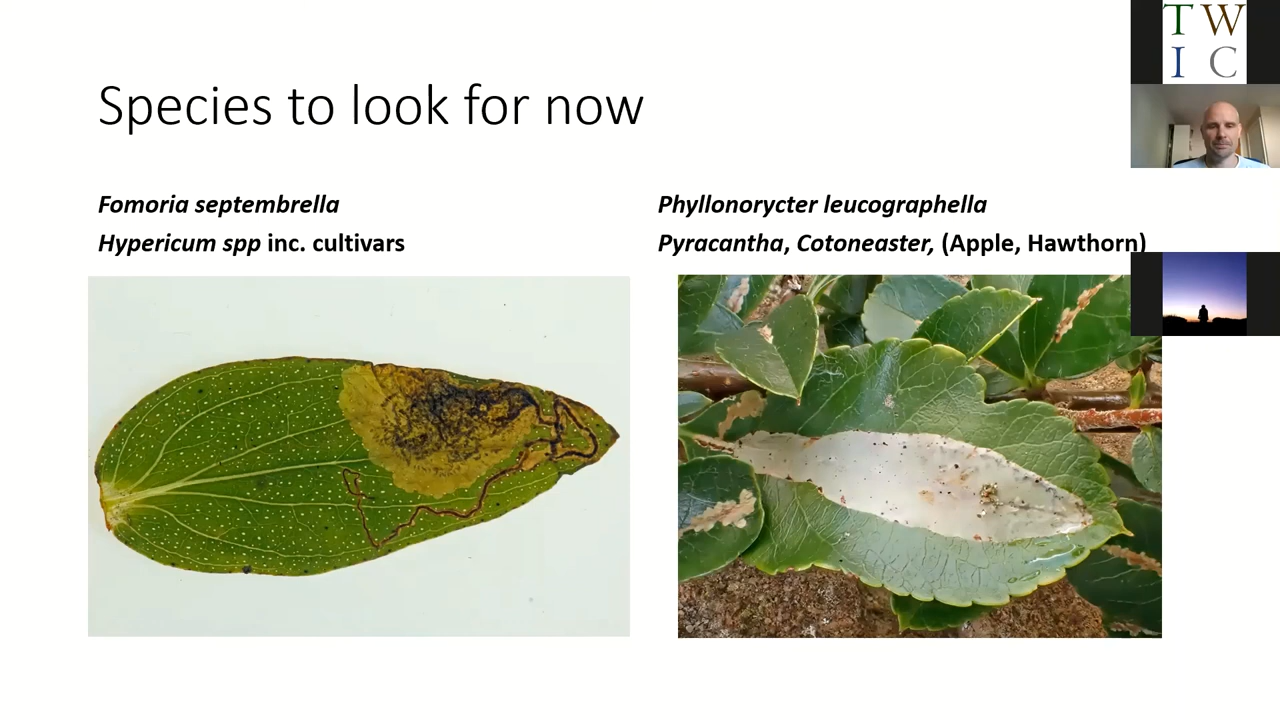 T W
I C
Species to look for now
Fomoria septembrella
Hypericum spp inc. cultivars
Phyllonorycter leucographella
Pyracantha, Cotoneaster, (Apple, Hawthorn)